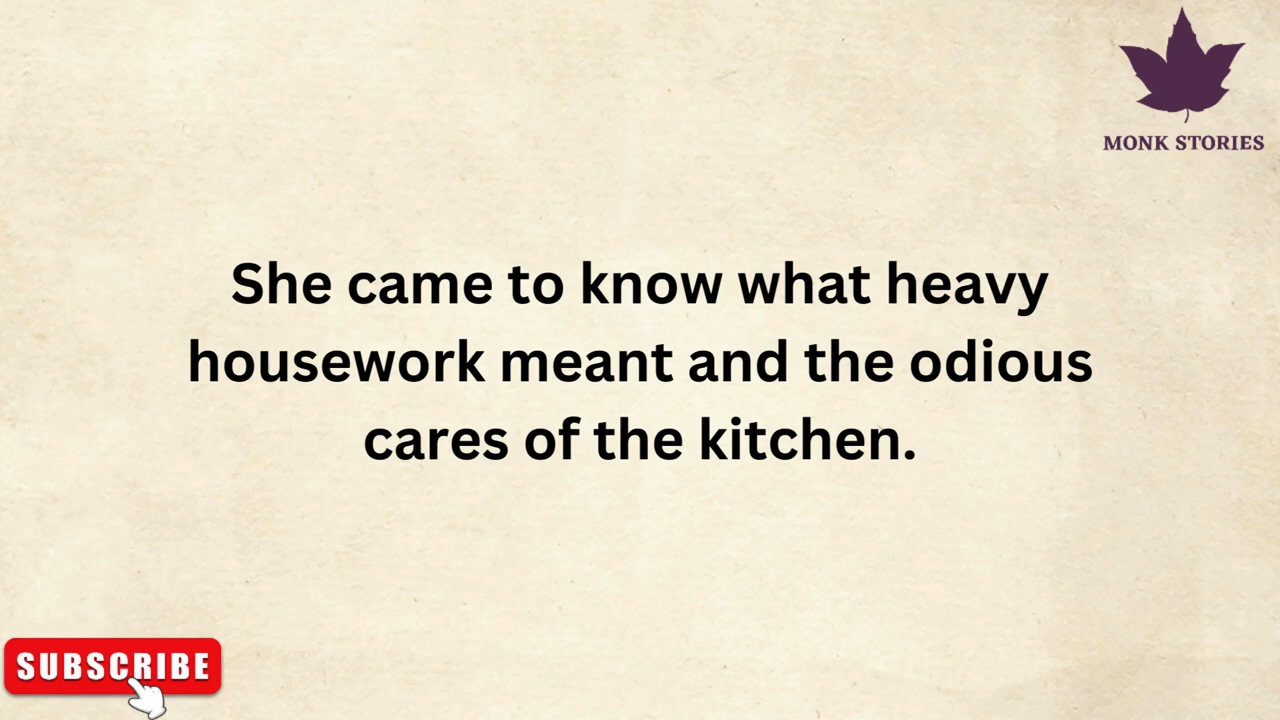 MONK STORIES
She came to know what heavy
housework meant and the odious
cares of the kitchen.
SUBSCRIBE